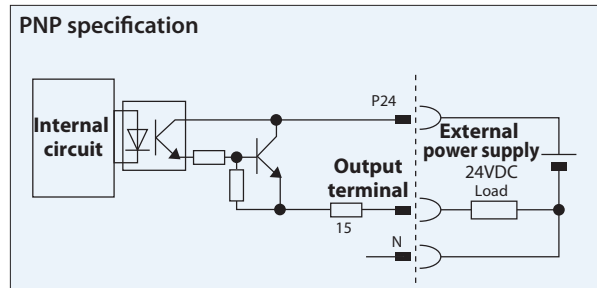 PNP specification
P24
Internal
circuit
External
power supply
24VDC
Output
terminal
Load
15
N